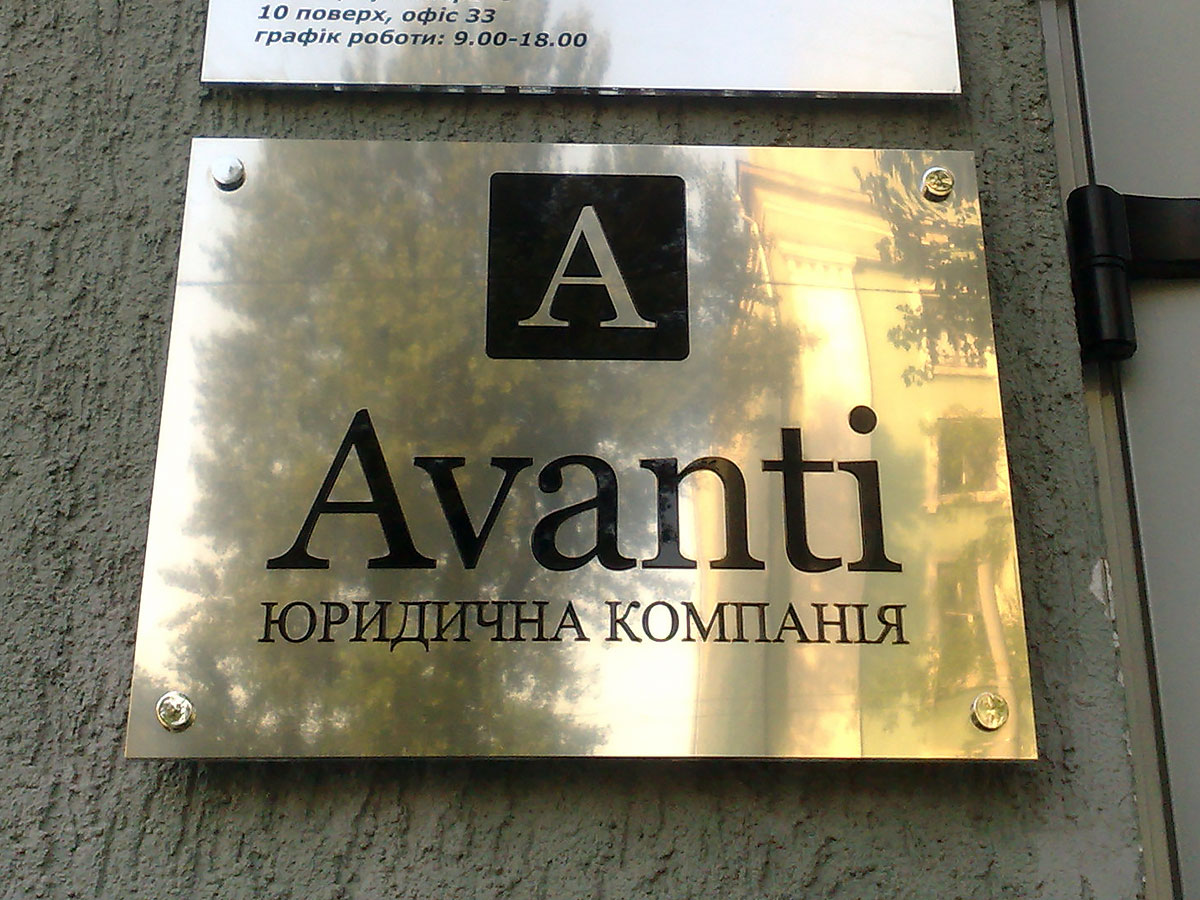 10 поверх, офіс 33
графік роботи: 9.00-18.00
A
Avanti
ЮРИДИЧНА КОМПАНІЯ